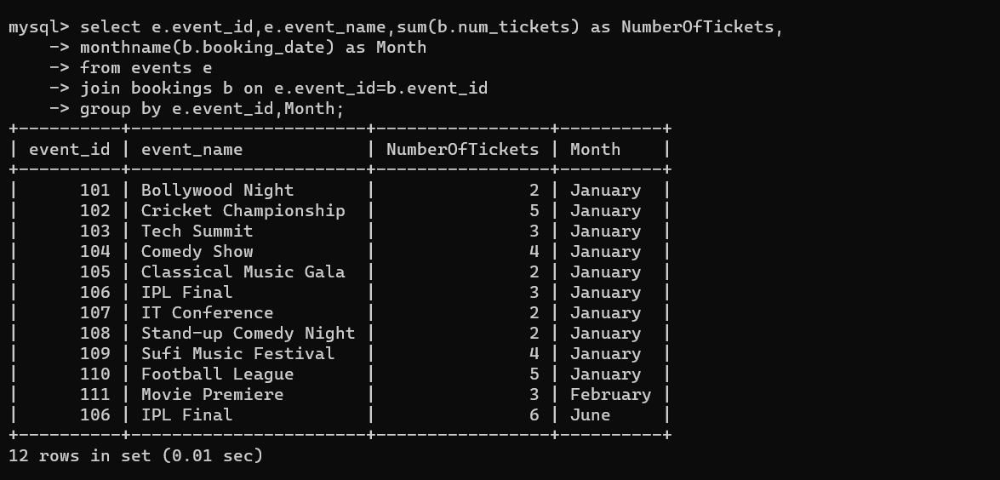 mysql> select e.event_id,e.event_name,sum(b.num_tickets) as NumberOfTickets,
    -> monthname(b.booking_date) as Month
    -> from events e
    -> join bookings b on e.event_id=b.event_id
    -> group by e.event_id,Month;
+----------+-----------------------+-----------------+----------+
| event_id | event_name            | NumberOfTickets | Month    |
+----------+-----------------------+-----------------+----------+
|      101 | Bollywood Night       |               2 | January  |
|      102 | Cricket Championship  |               5 | January  |
|      103 | Tech Summit           |               3 | January  |
|      104 | Comedy Show           |               4 | January  |
|      105 | Classical Music Gala  |               2 | January  |
|      106 | IPL Final             |               3 | January  |
|      107 | IT Conference         |               2 | January  |
|      108 | Stand-up Comedy Night |               2 | January  |
|      109 | Sufi Music Festival   |               4 | January  |
|      110 | Football League       |               5 | January  |
|      111 | Movie Premiere        |               3 | February |
|      106 | IPL Final             |               6 | June     |
+----------+-----------------------+-----------------+----------+
12 rows in set (0.01 sec)